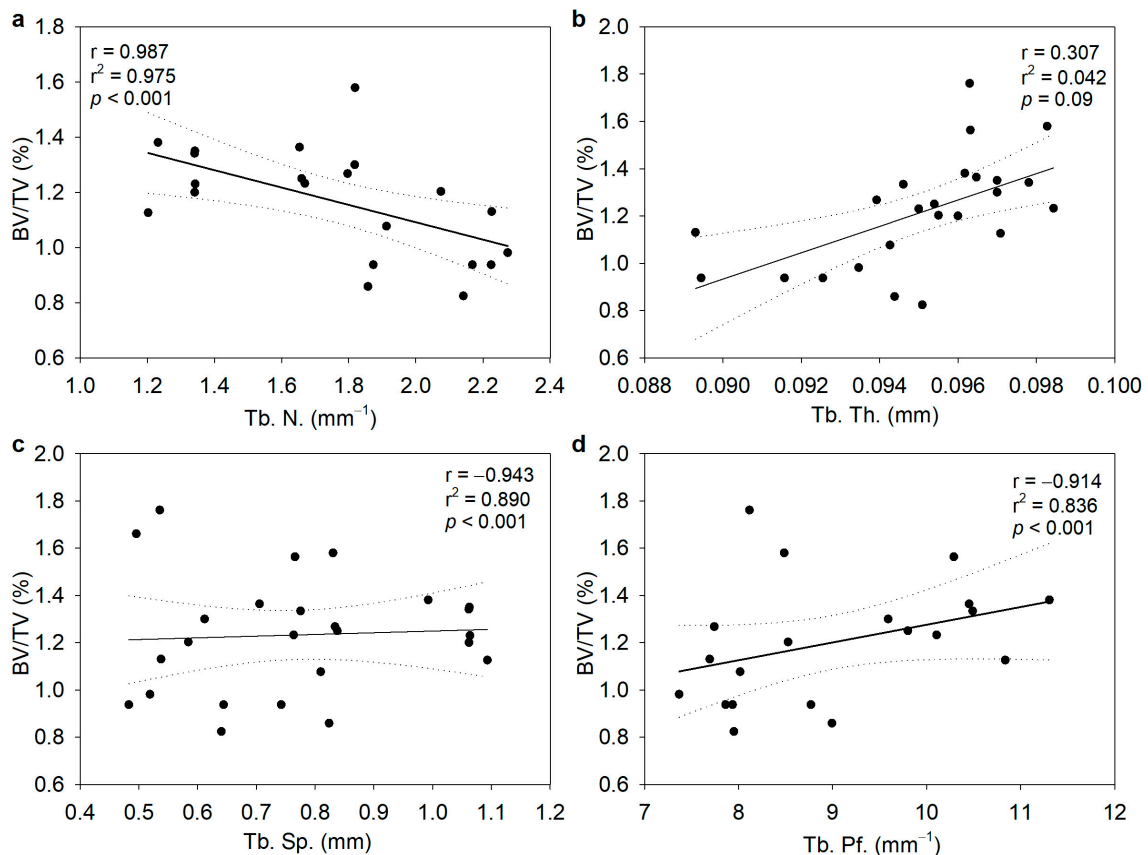 a
r = 0.987
r² = 0.975
p < 0.001
BV/TV (%)
1.8
1.6
1.4
1.2
1.0
0.8
0.6
1.0 1.2 1.4 1.6 1.8 2.0 2.2 2.4
Tb. N. (mm⁻¹)
b
r = 0.307
r² = 0.042
p = 0.09
BV/TV (%)
2.0
1.8
1.6
1.4
1.2
1.0
0.8
0.6
0.088 0.090 0.092 0.094 0.096 0.098 0.100
Tb. Th. (mm)
c
r = −0.943
r² = 0.890
p < 0.001
BV/TV (%)
2.0
1.8
1.6
1.4
1.2
1.0
0.8
0.6
0.4 0.5 0.6 0.7 0.8 0.9 1.0 1.1 1.2
Tb. Sp. (mm)
d
r = −0.914
r² = 0.836
p < 0.001
BV/TV (%)
2.0
1.8
1.6
1.4
1.2
1.0
0.8
0.6
7 8 9 10 11 12
Tb. Pf. (mm⁻¹)